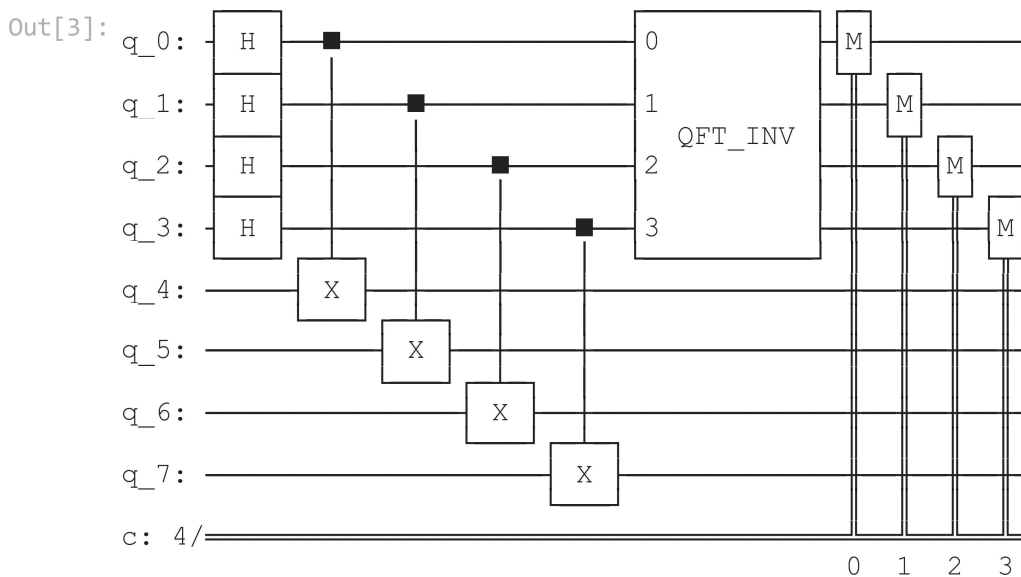 Out[3]:
q_0: H 0 M
q_1: H 1 M
QFT_INV
q_2: H 2 M
q_3: H 3 M
q_4: X
q_5: X
q_6: X
q_7: X
c: 4/
0 1 2 3